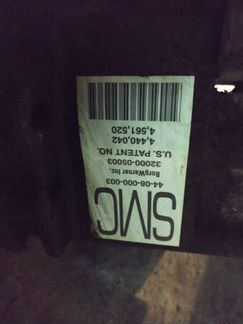 SMC
44-08-000-003
BorgWarner Inc.
32000-05003
U.S. PATENT NO.
4,440,042
4,561,520